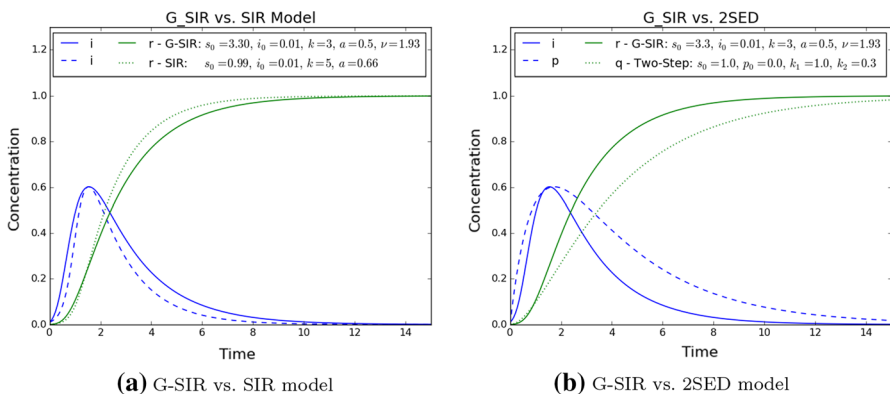 G_SIR vs. SIR Model
i r - G-SIR: s₀ = 3.30, i₀ = 0.01, k = 3, a = 0.5, ν = 1.93
i r - SIR: s₀ = 0.99, i₀ = 0.01, k = 5, a = 0.66
Concentration
1.2
1.0
0.8
0.6
0.4
0.2
0.0
0 2 4 6 8 10 12 14
Time
(a) G-SIR vs. SIR model
G_SIR vs. 2SED
i r - G-SIR: s₀ = 3.3, i₀ = 0.01, k = 3, a = 0.5, ν = 1.93
p q - Two-Step: s₀ = 1.0, p₀ = 0.0, k₁ = 1.0, k₂ = 0.3
Concentration
1.2
1.0
0.8
0.6
0.4
0.2
0.0
0 2 4 6 8 10 12 14
Time
(b) G-SIR vs. 2SED model